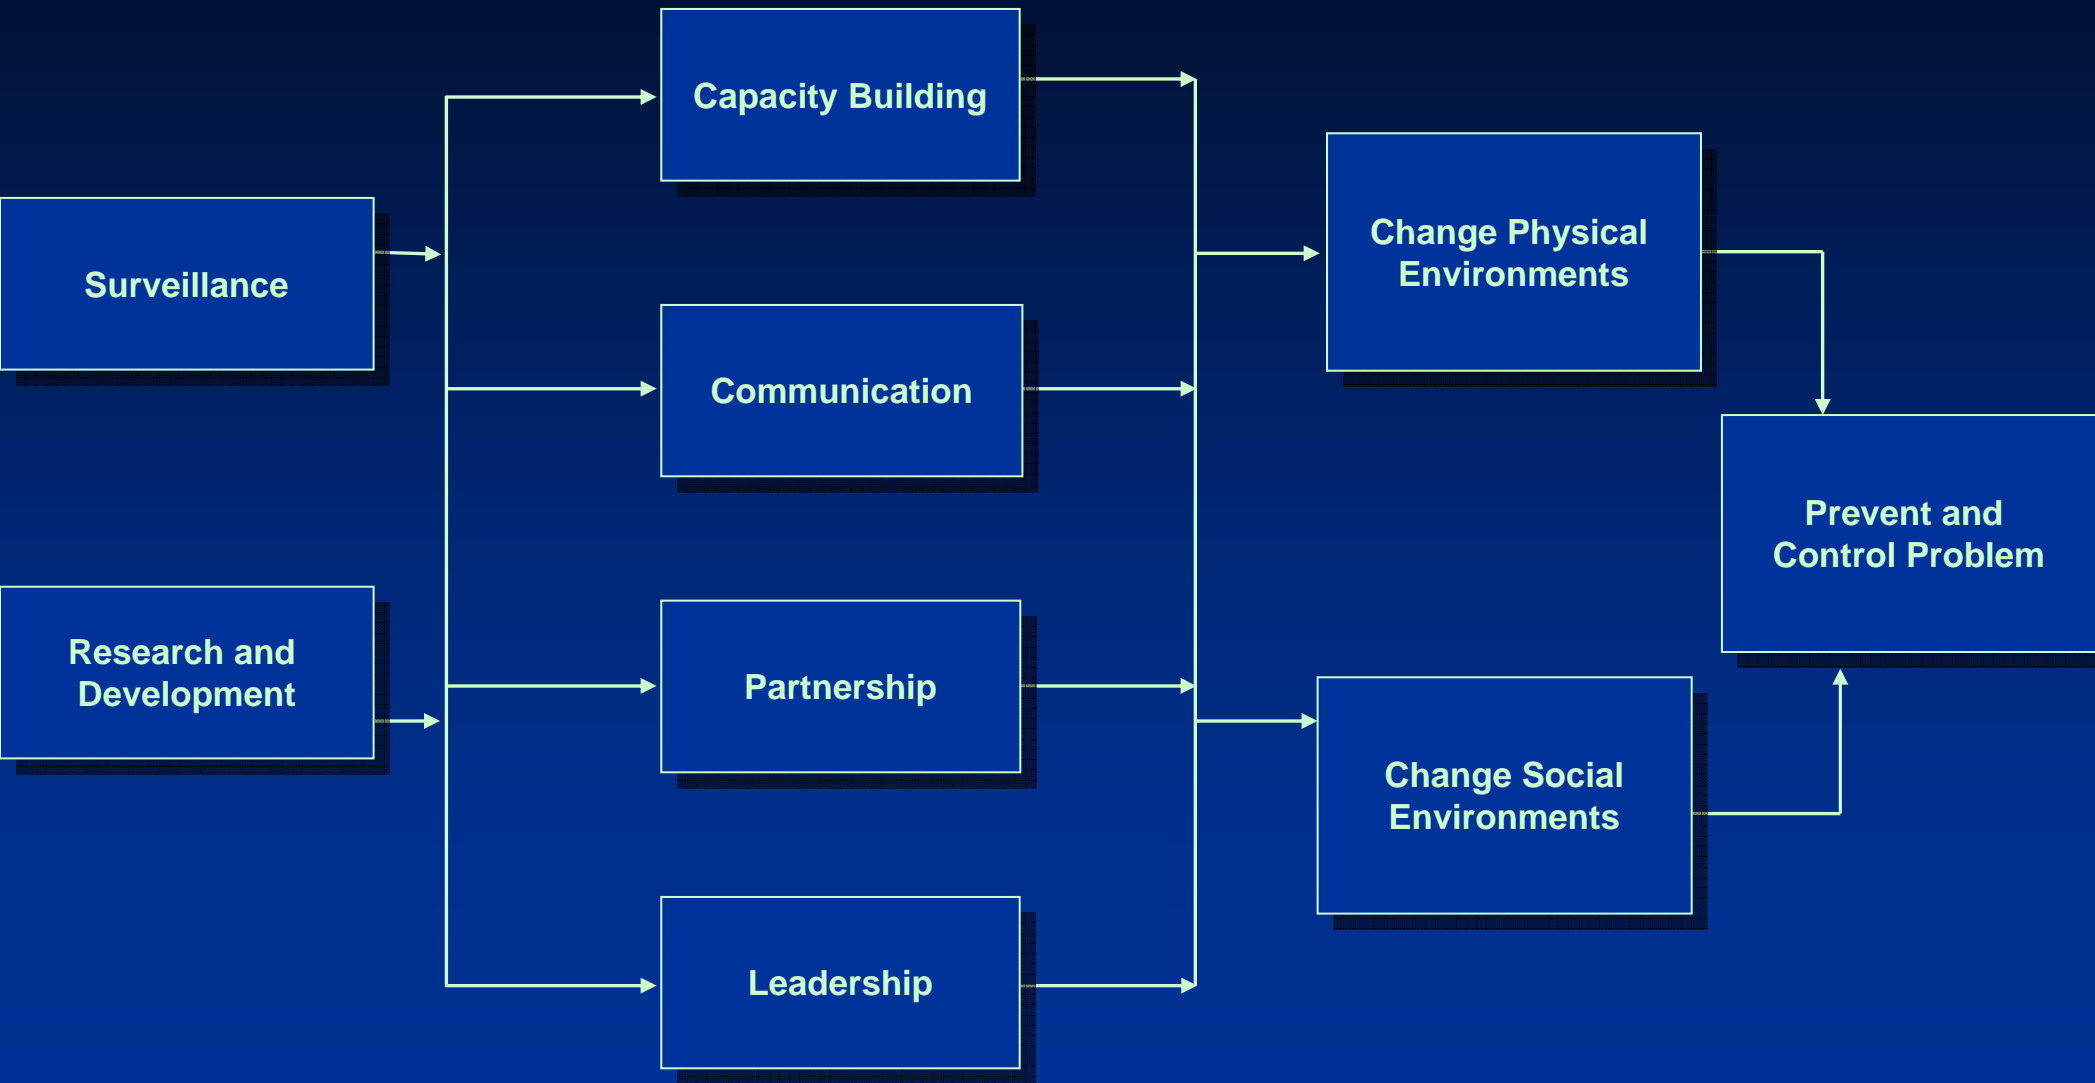 Capacity Building
Surveillance
Communication
Research and
Development
Partnership
Leadership
Change Physical
Environments
Change Social
Environments
Prevent and
Control Problem